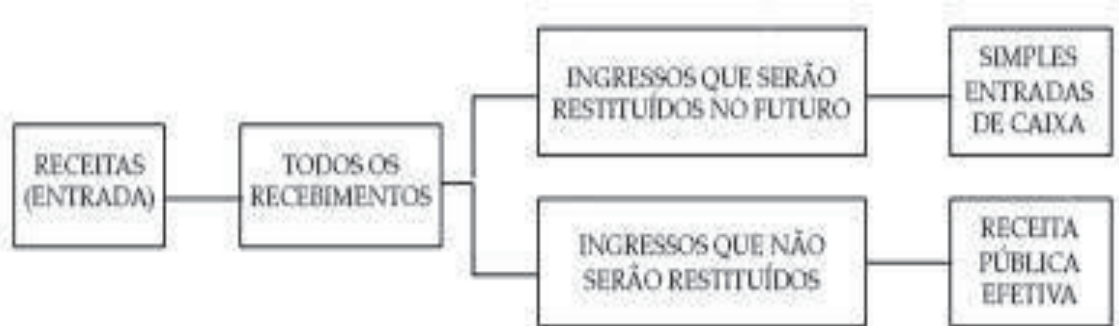 RECEITAS
(ENTRADA)
TODOS OS
RECEBIMENTOS
INGRESSOS QUE SERÃO
RESTITUÍDOS NO FUTURO
SIMPLES
ENTRADAS
DE CAIXA
INGRESSOS QUE NÃO
SERÃO RESTITUÍDOS
RECEITA
PÚBLICA
EFETIVA